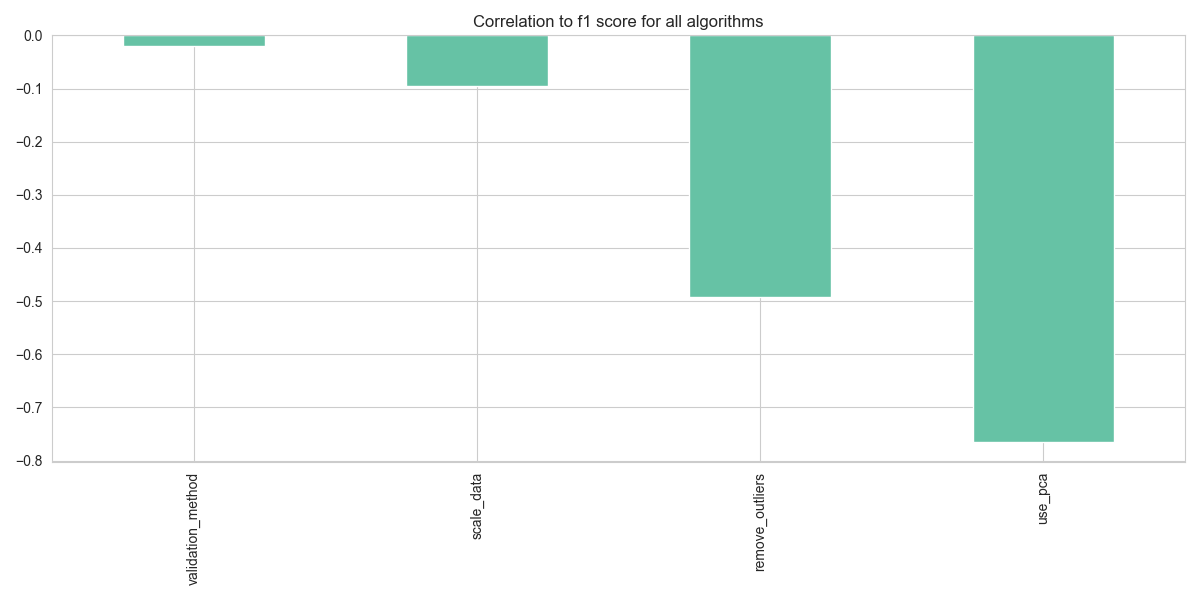 Correlation to f1 score for all algorithms
0.0
−0.1
−0.2
−0.3
−0.4
−0.5
−0.6
−0.7
−0.8
validation_method
scale_data
remove_outliers
use_pca